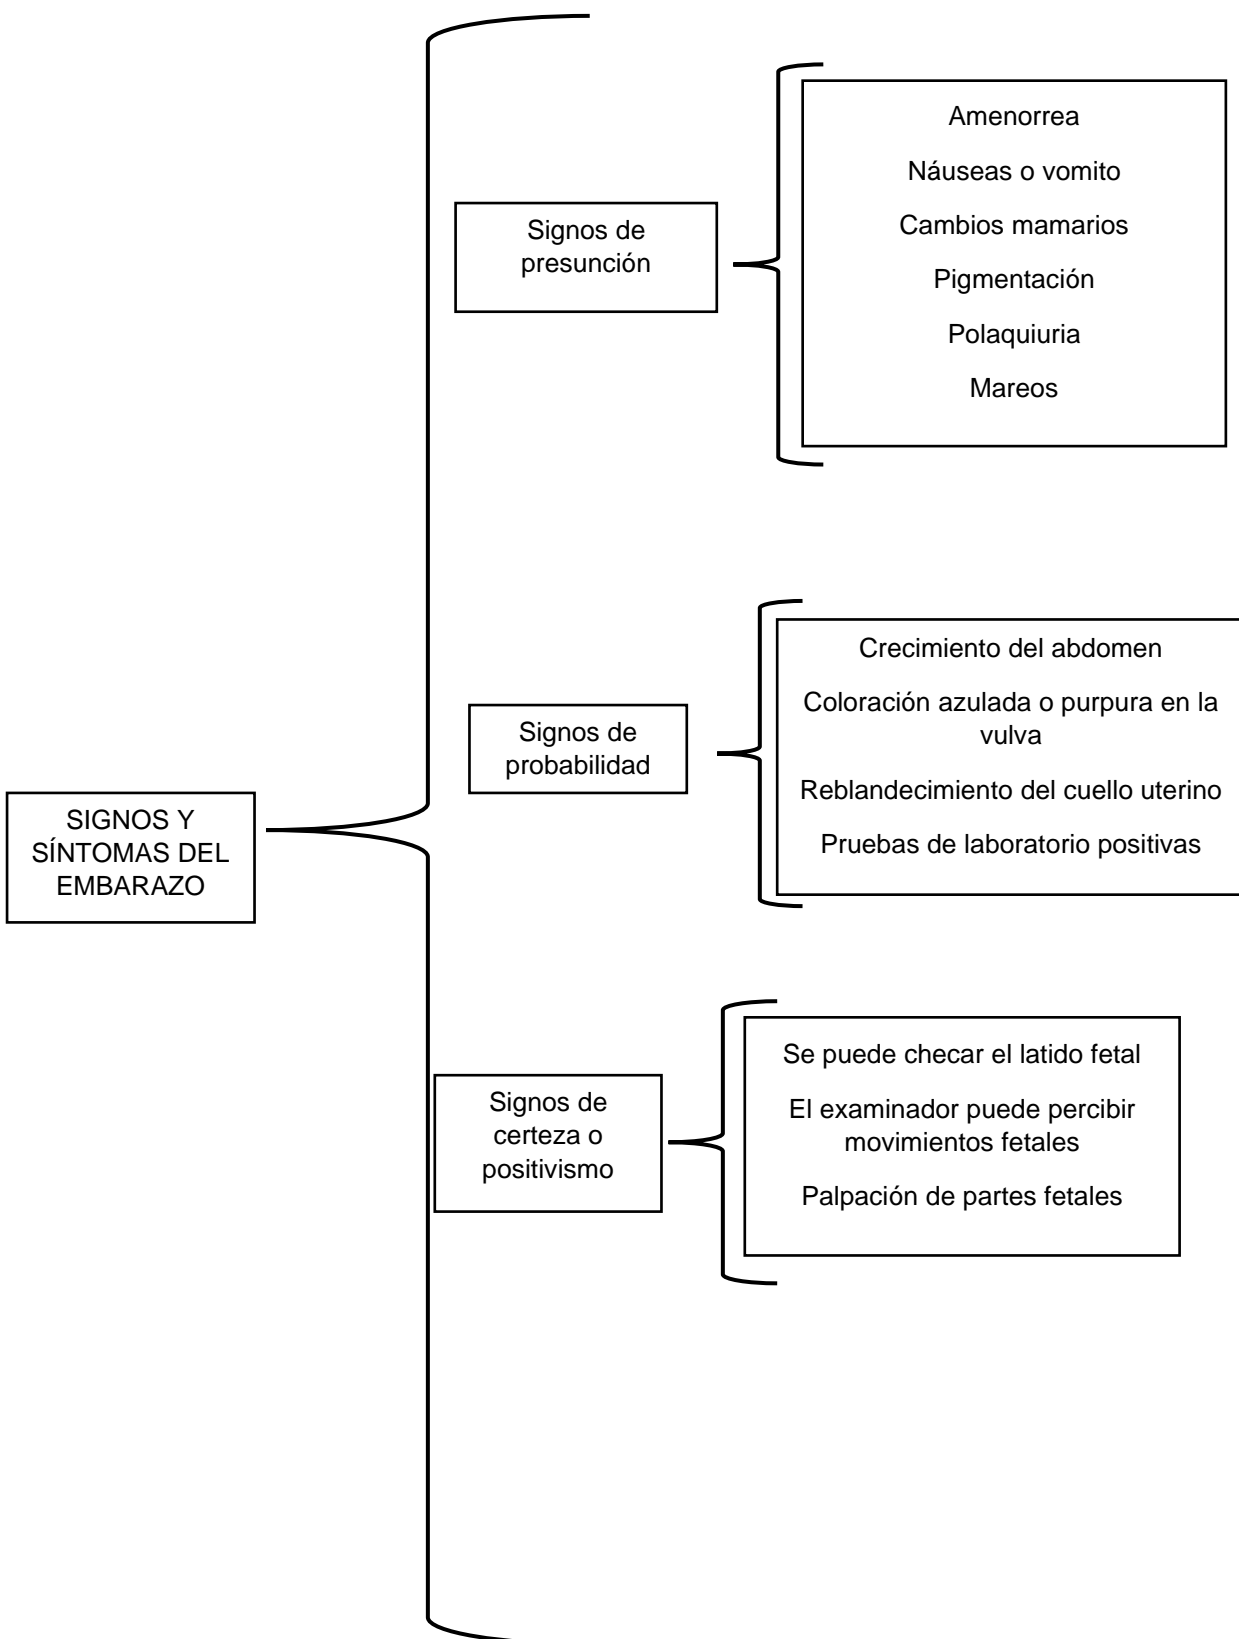 SIGNOS Y
SÍNTOMAS DEL
EMBARAZO
Signos de
presunción
Amenorrea
Náuseas o vomito
Cambios mamarios
Pigmentación
Polaquiuria
Mareos
Signos de
probabilidad
Crecimiento del abdomen
Coloración azulada o purpura en la
vulva
Reblandecimiento del cuello uterino
Pruebas de laboratorio positivas
Signos de
certeza o
positivismo
Se puede checar el latido fetal
El examinador puede percibir
movimientos fetales
Palpación de partes fetales